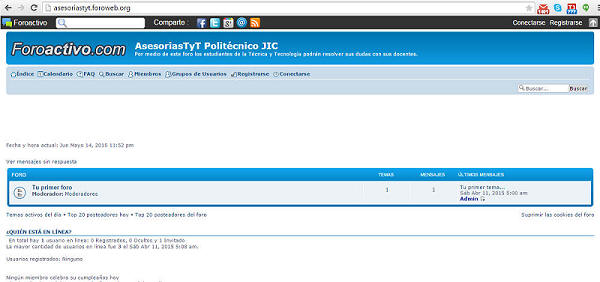 asesoriastyt.foroweb.org
Foroactivo Comparte : Conectarse Registrarse
Foroactivo.com
AsesoriasTyT Politécnico JIC
Por medio de este foro los estudiantes de la Técnica y Tecnología podrán resolver sus dudas con sus docentes.
Índice Calendario FAQ Buscar Miembros Grupos de Usuarios Registrarse Conectarse
Buscar... Buscar
Fecha y hora actual: Jue Mayo 14, 2015 11:52 pm
Ver mensajes sin respuesta
FORO TEMAS MENSAJES ÚLTIMOS MENSAJES
Tu primer foro
Moderador: Moderadores
1 1
Tu primer tema...
Sáb Abr 11, 2015 5:00 am
Admin
Temas activos del día • Top 20 posteadores hoy • Top 20 posteadores del foro Suprimir las cookies del foro
¿QUIÉN ESTÁ EN LÍNEA?
En total hay 1 usuario en línea: 0 Registrados, 0 Ocultos y 1 Invitado
La mayor cantidad de usuarios en línea fue 3 el Sáb Abr 11, 2015 5:08 am.
Usuarios registrados: Ninguno
Ningún miembro celebra su cumpleaños hoy